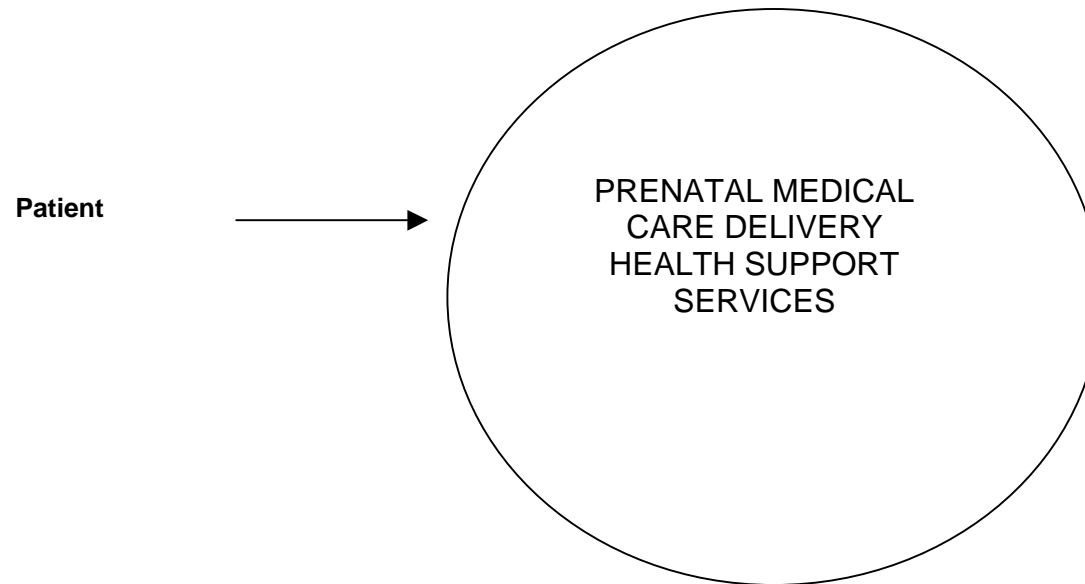 Patient
PRENATAL MEDICAL
CARE DELIVERY
HEALTH SUPPORT
SERVICES